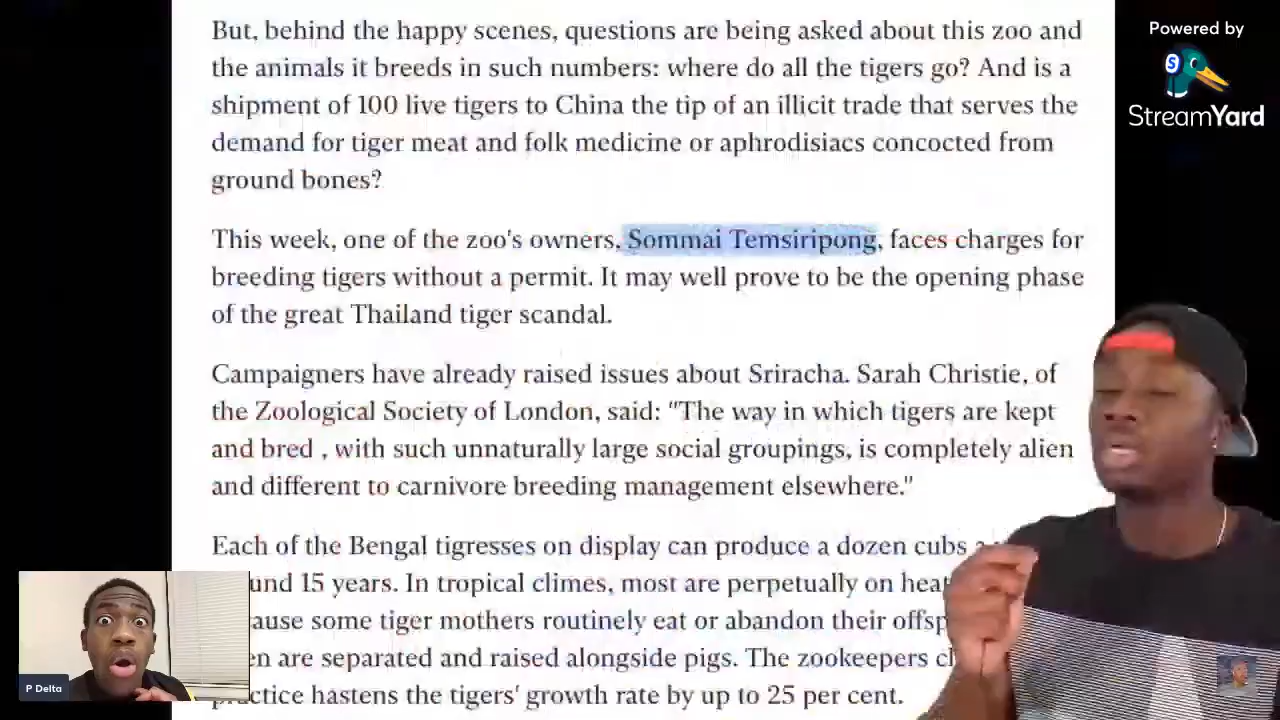 But, behind the happy scenes, questions are being asked about this zoo and
the animals it breeds in such numbers: where do all the tigers go? And is a
shipment of 100 live tigers to China the tip of an illicit trade that serves the
demand for tiger meat and folk medicine or aphrodisiacs concocted from
ground bones?
This week, one of the zoo's owners, Sommai Temsiripong, faces charges for
breeding tigers without a permit. It may well prove to be the opening phase
of the great Thailand tiger scandal.
Campaigners have already raised issues about Sriracha. Sarah Christie, of
the Zoological Society of London, said: "The way in which tigers are kept
and bred , with such unnaturally large social groupings, is completely alien
and different to carnivore breeding management elsewhere."
Each of the Bengal tigresses on display can produce a dozen cubs
15 years. In tropical climes, most are perpetually on heat
some tiger mothers routinely eat or abandon their
are separated and raised alongside pigs. The zookeepers
hastens the tigers' growth rate by up to 25 per cent.
Powered by
S
StreamYard
P Delta